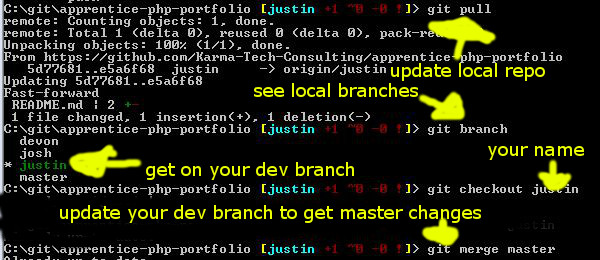 C:\git\apprentice-php-portfolio [justin +1 ~0 -0 !]> git pull
remote: Counting objects: 1, done.
remote: Total 1 (delta 0), reused 0 (delta 0), pack-re
Unpacking objects: 100% (1/1), done.
From https://github.com/Karma-Tech-Consulting/apprentice-php-portfolio
5d77681..e5a6f68 justin -> origin/justin
update local repo
Updating 5d77681..e5a6f68
Fast-forward
see local branches
README.md | 2 +-
1 file changed, 1 insertion(+), 1 deletion(-)
C:\git\apprentice-php-portfolio [justin +1 ~0 -0 !]> git branch
devon
josh
your name
* justin
get on your dev branch
master
C:\git\apprentice-php-portfolio [justin +1 ~0 -0 !]> git checkout justin
update your dev branch to get master changes
C:\git\apprentice-php-portfolio [justin +1 ~0 -0 !]> git merge master
Already up-to-date